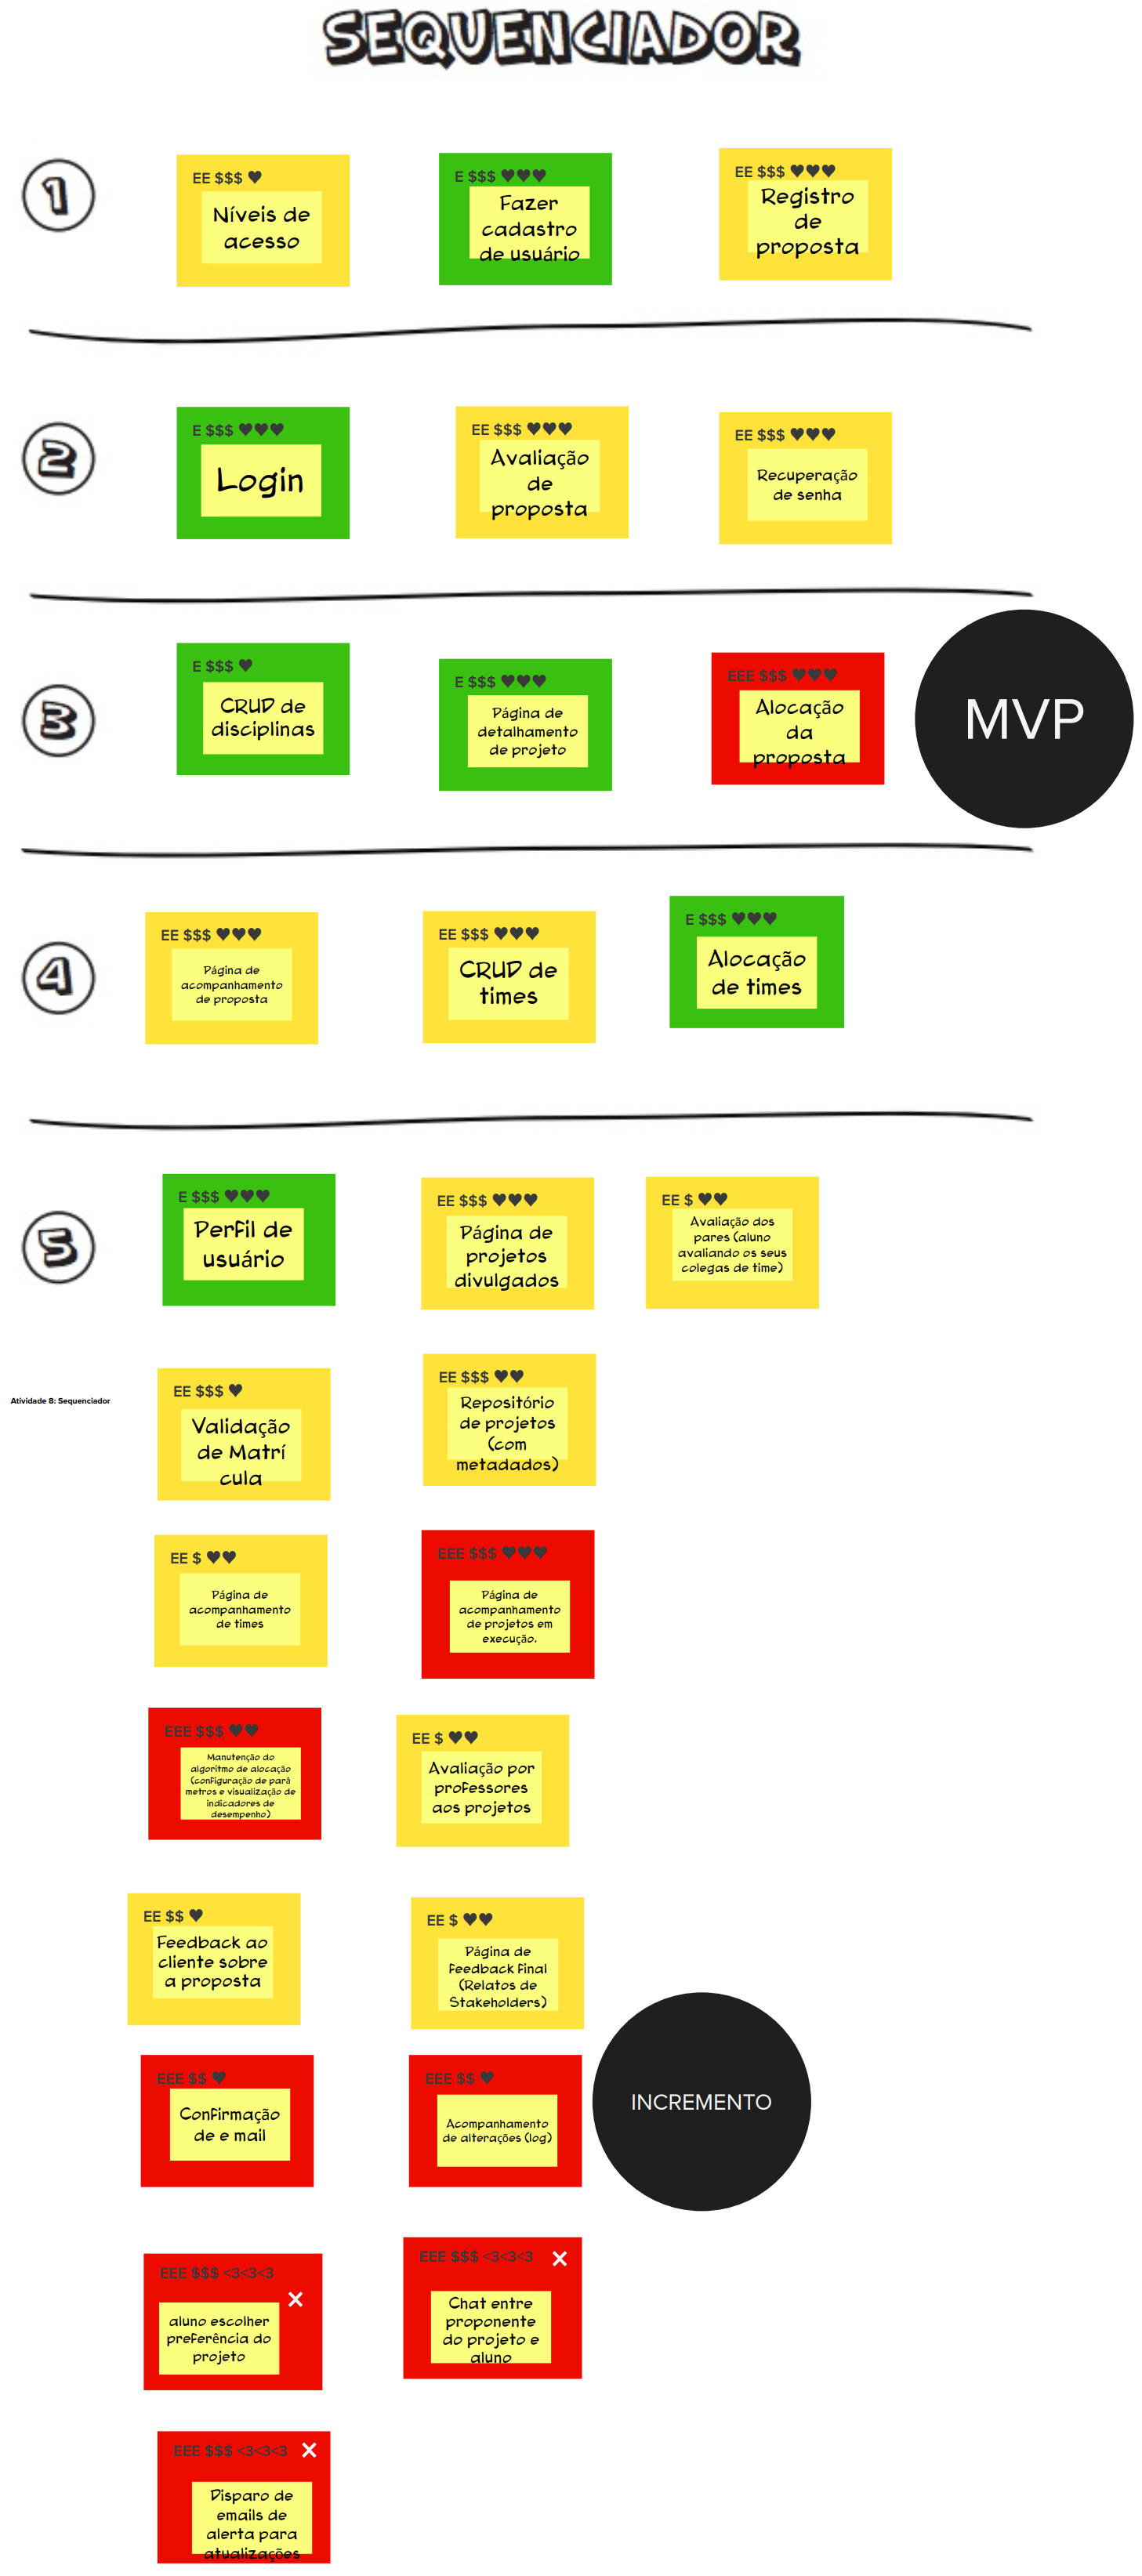 SEQUENCIADOR
1
EE $$$ ♥
Níveis de
acesso
E $$$ ♥♥♥
Fazer
cadastro
de usuário
EE $$$ ♥♥♥
Registro
de
proposta
2
E $$$ ♥♥♥
Login
EE $$$ ♥♥♥
Avaliação
de
proposta
EE $$$ ♥♥♥
Recuperação
de senha
3
E $$$ ♥
CRUD de
disciplinas
E $$$ ♥♥♥
Página de
detalhamento
de projeto
EEE $$$ ♥♥♥
Alocação
da
proposta
MVP
4
EE $$$ ♥♥♥
Página de
acompanhamento
de proposta
EE $$$ ♥♥♥
CRUD de
times
E $$$ ♥♥♥
Alocação
de times
5
E $$$ ♥♥♥
Perfil de
usuário
EE $$$ ♥♥♥
Página de
projetos
divulgados
EE $ ♥♥
Avaliação dos
pares (aluno
avaliando os seus
colegas de time)
Atividade 8: Sequenciador
EE $$$ ♥
Validação
de Matrí
cula
EE $$$ ♥♥
Repositório
de projetos
(com
metadados)
EE $ ♥♥
Página de
acompanhamento
de times
EEE $$$ ♥♥♥
Página de
acompanhamento
de projetos em
execução.
EEE $$$ ♥♥
Manutenção do
algoritmo de alocação
(configuração de parâ
metros e visualização de
indicadores de
desempenho)
EE $ ♥♥
Avaliação por
professores
aos projetos
EE $$ ♥
Feedback ao
cliente sobre
a proposta
EE $ ♥♥
Página de
feedback final
(Relatos de
Stakeholders)
EEE $$ ♥
Confirmação
de e mail
EEE $$ ♥
Acompanhamento
de alterações (log)
INCREMENTO
EEE $$$ <3<3<3
×
aluno escolher
preferência do
projeto
EEE $$$ <3<3<3
×
Chat entre
proponente
do projeto e
aluno
EEE $$$ <3<3<3
×
Disparo de
emails de
alerta para
atualizações